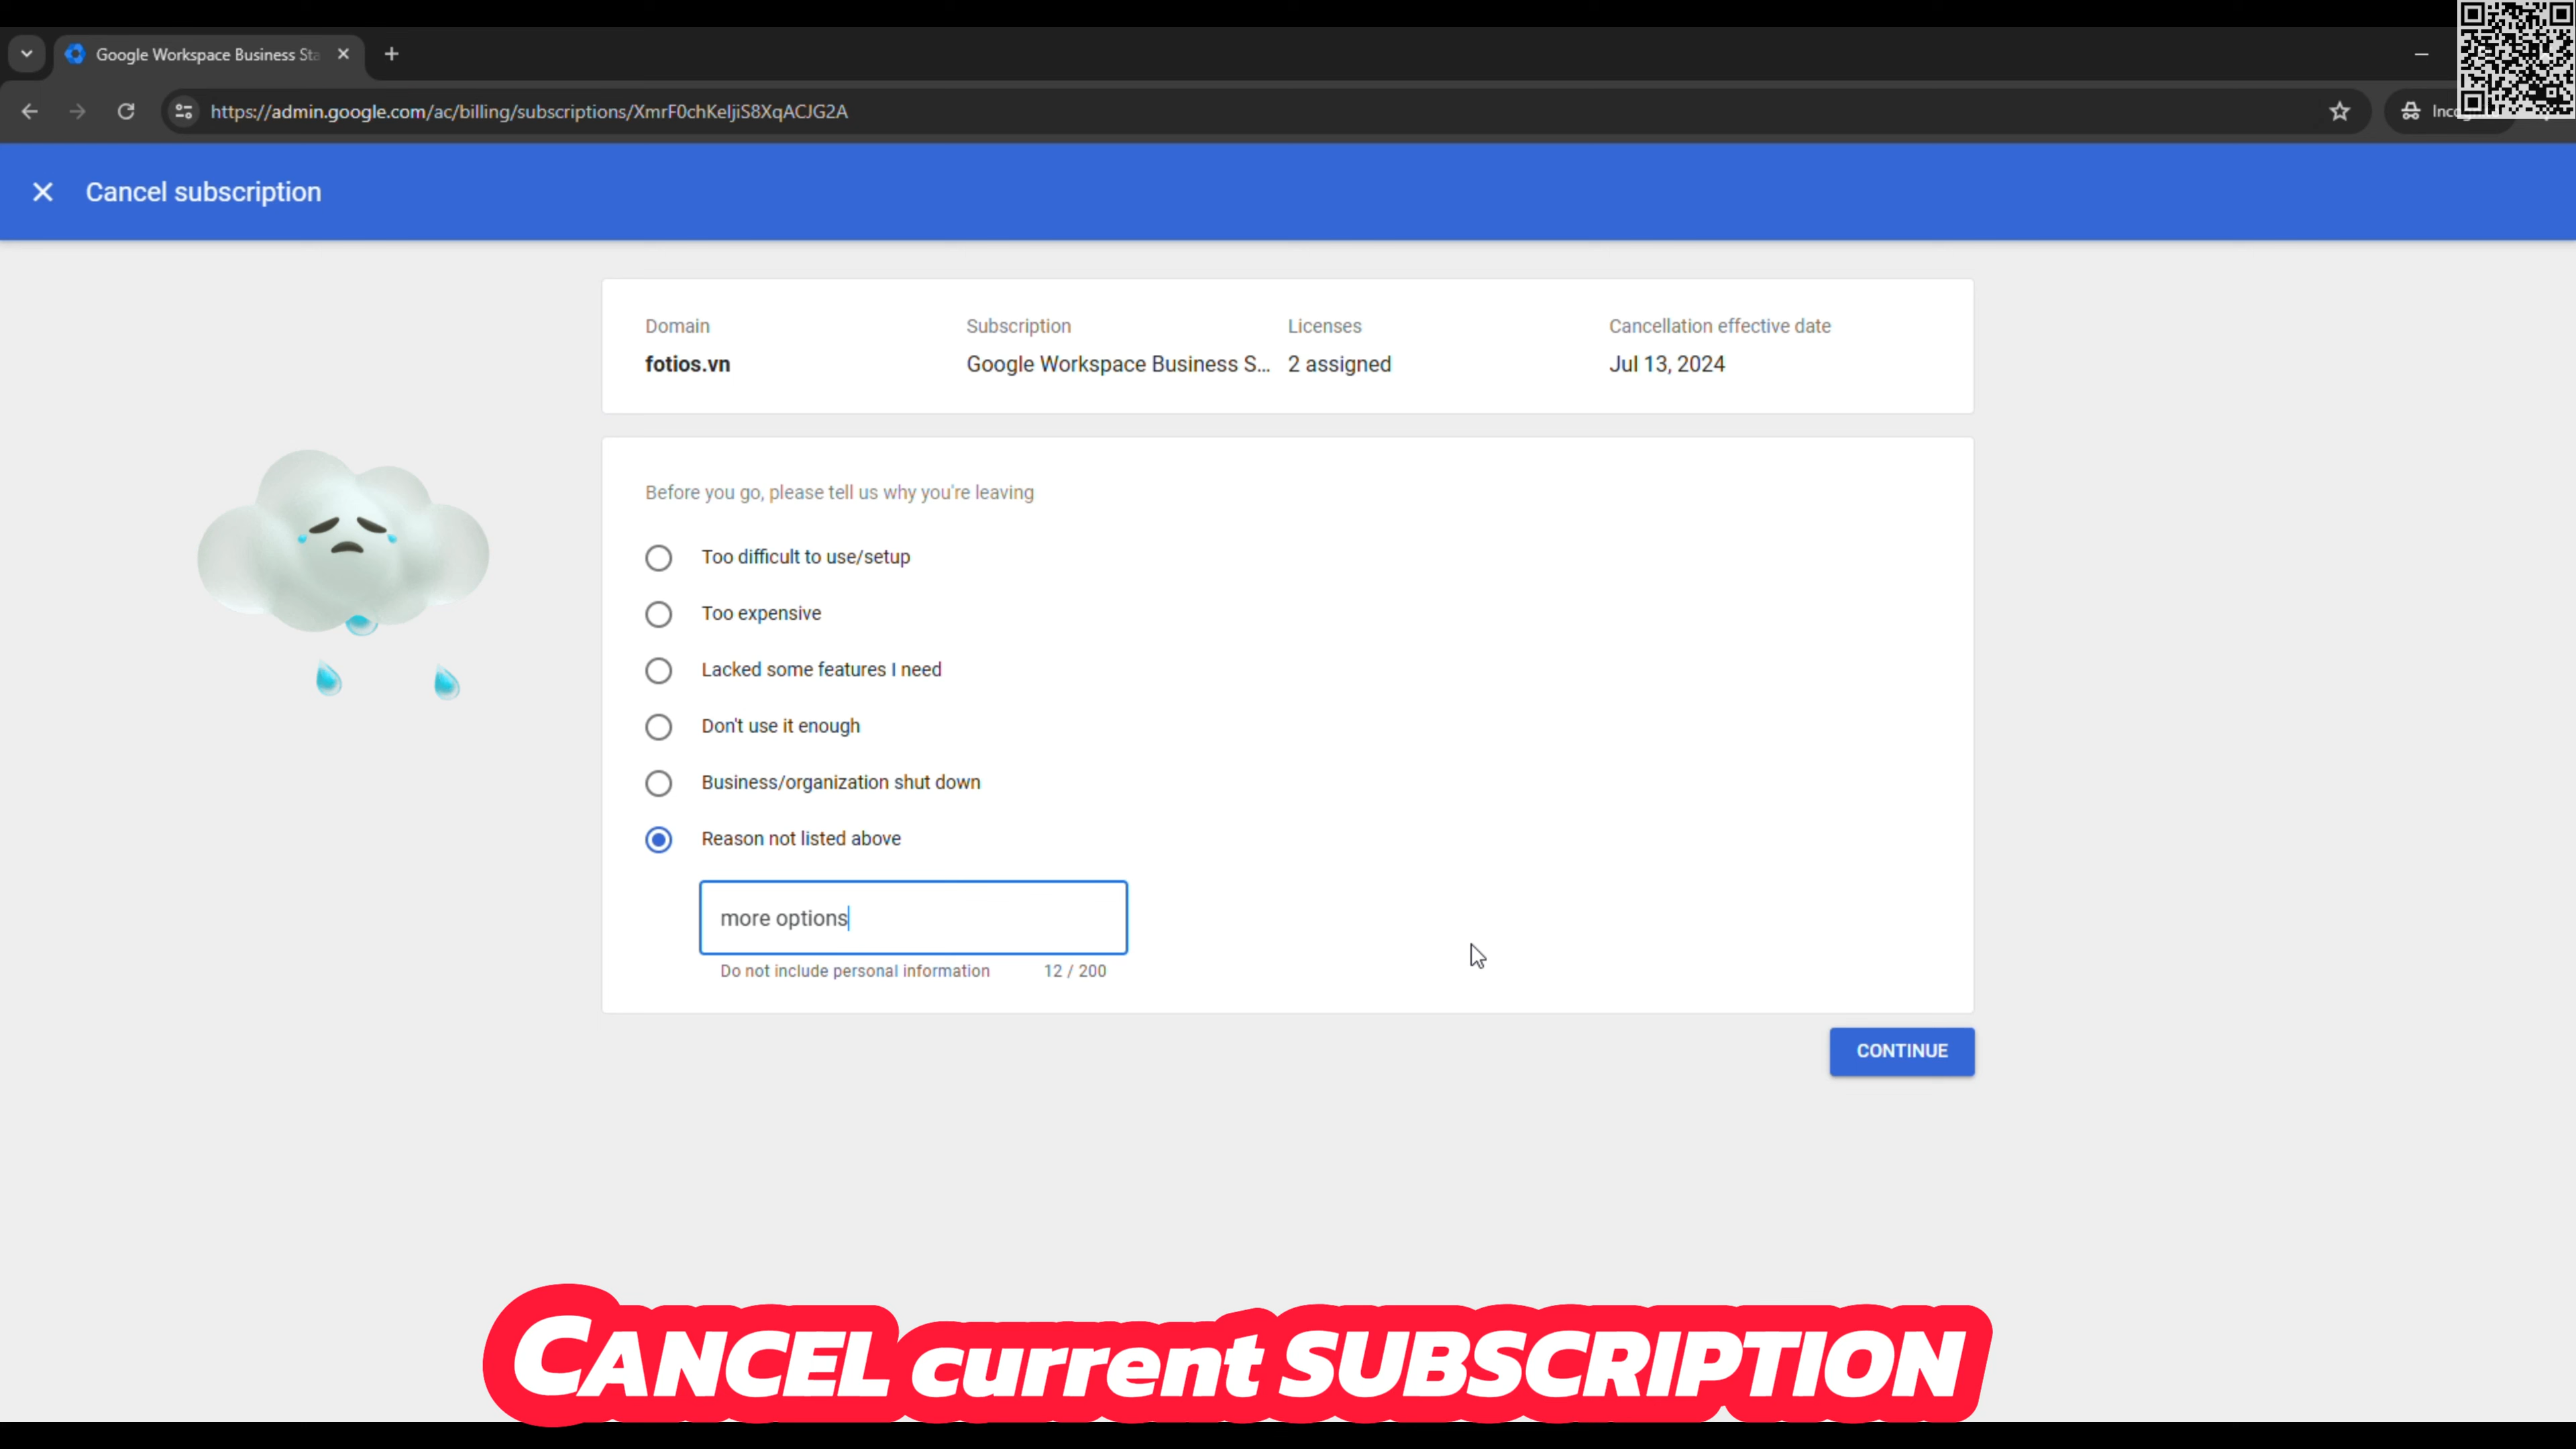 Google Workspace Business Sta
https://admin.google.com/ac/billing/subscriptions/XmrF0chKeljiS8XqACJG2A
Cancel subscription
Domain
Subscription
Licenses
Cancellation effective date
fotios.vn
Google Workspace Business S...
2 assigned
Jul 13, 2024
Before you go, please tell us why you're leaving
Too difficult to use/setup
Too expensive
Lacked some features I need
Don't use it enough
Business/organization shut down
Reason not listed above
more options
Do not include personal information
12 / 200
CONTINUE
CANCEL current SUBSCRIPTION